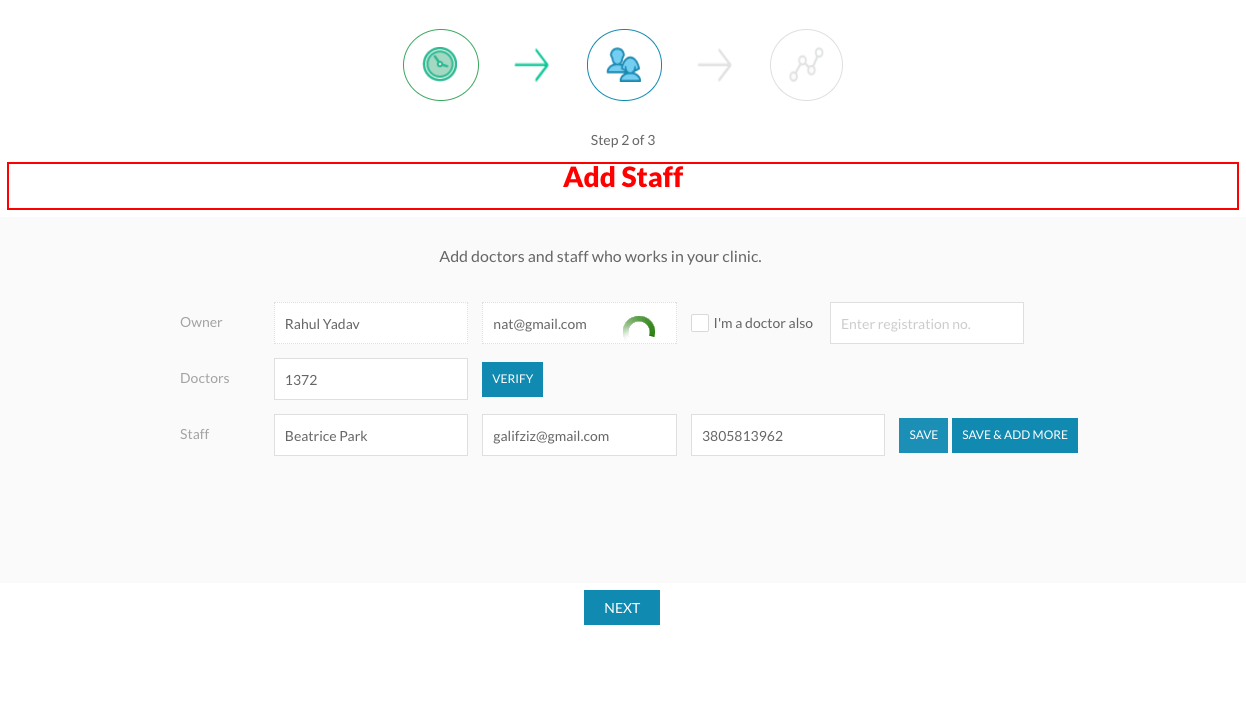 Step 2 of 3
Add Staff
Add doctors and staff who works in your clinic.
Owner Rahul Yadav nat@gmail.com I'm a doctor also Enter registration no.
Doctors 1372 VERIFY
Staff Beatrice Park galifziz@gmail.com 3805813962 SAVE SAVE & ADD MORE
NEXT